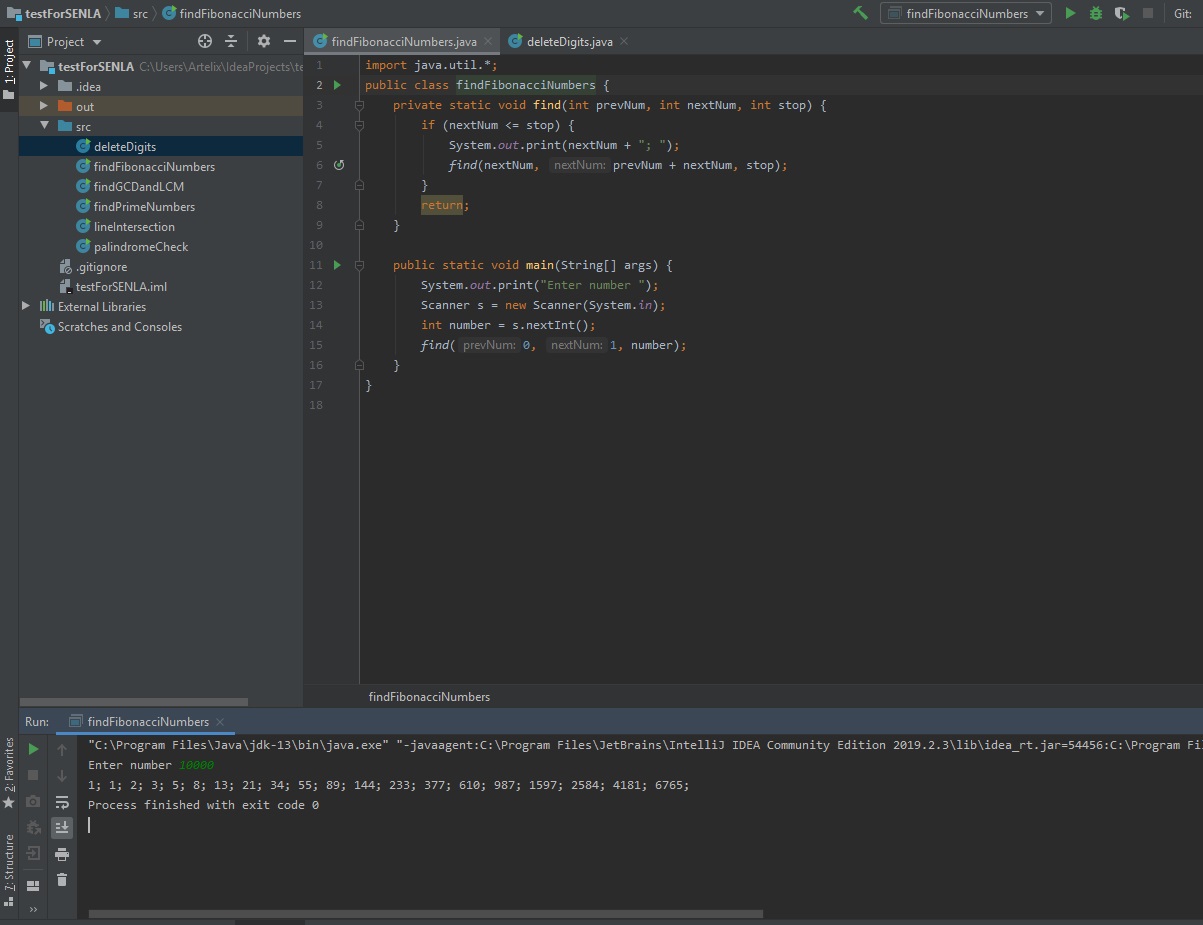 testForSENLA src findFibonacciNumbers findFibonacciNumbers Git:
1: Project
Project
testForSENLA C:\Users\Artelix\IdeaProjects\te
.idea
out
src
deleteDigits
findFibonacciNumbers
findGCDandLCM
findPrimeNumbers
lineIntersection
palindromeCheck
.gitignore
testForSENLA.iml
External Libraries
Scratches and Consoles
findFibonacciNumbers.java deleteDigits.java
1 import java.util.*;
2 public class findFibonacciNumbers {
3 private static void find(int prevNum, int nextNum, int stop) {
4 if (nextNum <= stop) {
5 System.out.print(nextNum + "; ");
6 find(nextNum, nextNum: prevNum + nextNum, stop);
7 }
8 return;
9 }
10
11 public static void main(String[] args) {
12 System.out.print("Enter number ");
13 Scanner s = new Scanner(System.in);
14 int number = s.nextInt();
15 find( prevNum: 0, nextNum: 1, number);
16 }
17 }
18
findFibonacciNumbers
Run: findFibonacciNumbers
"C:\Program Files\Java\jdk-13\bin\java.exe" "-javaagent:C:\Program Files\JetBrains\IntelliJ IDEA Community Edition 2019.2.3\lib\idea_rt.jar=54456:C:\Program Fi
Enter number 10000
1; 1; 2; 3; 5; 8; 13; 21; 34; 55; 89; 144; 233; 377; 610; 987; 1597; 2584; 4181; 6765;
Process finished with exit code 0
2: Favorites
7: Structure